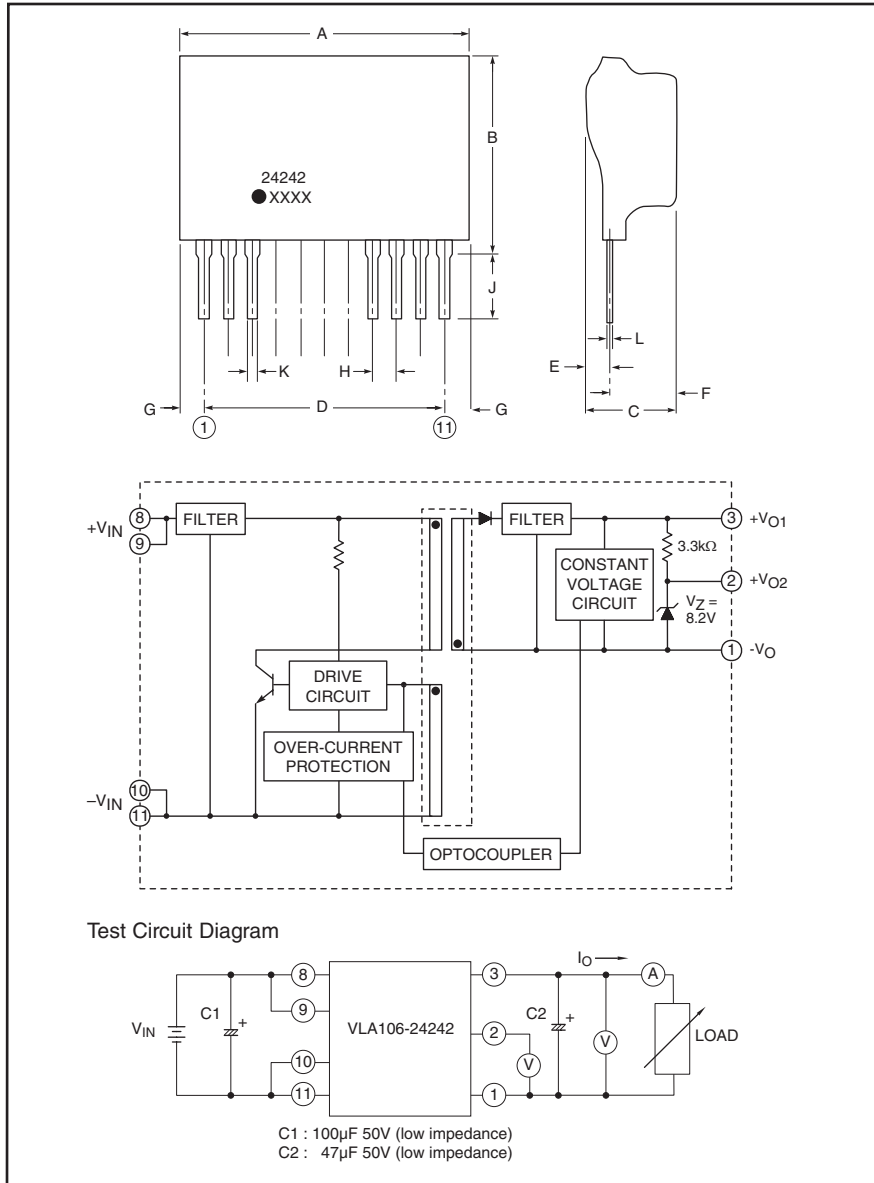 A
B
24242
●XXXX
J
L
K
H
E
D
G
G
C
F
1
11
8
+VIN
9
FILTER
FILTER
3
+VO1
3.3kΩ
CONSTANT
VOLTAGE
CIRCUIT
2
+VO2
VZ =
8.2V
1
-VO
DRIVE
CIRCUIT
OVER-CURRENT
PROTECTION
10
–VIN
11
OPTOCOUPLER
Test Circuit Diagram
IO
8
3
A
C1
+
9
C2
+
VIN
VLA106-24242
2
V
V
LOAD
10
11
1
C1 : 100µF 50V (low impedance)
C2 : 47µF 50V (low impedance)